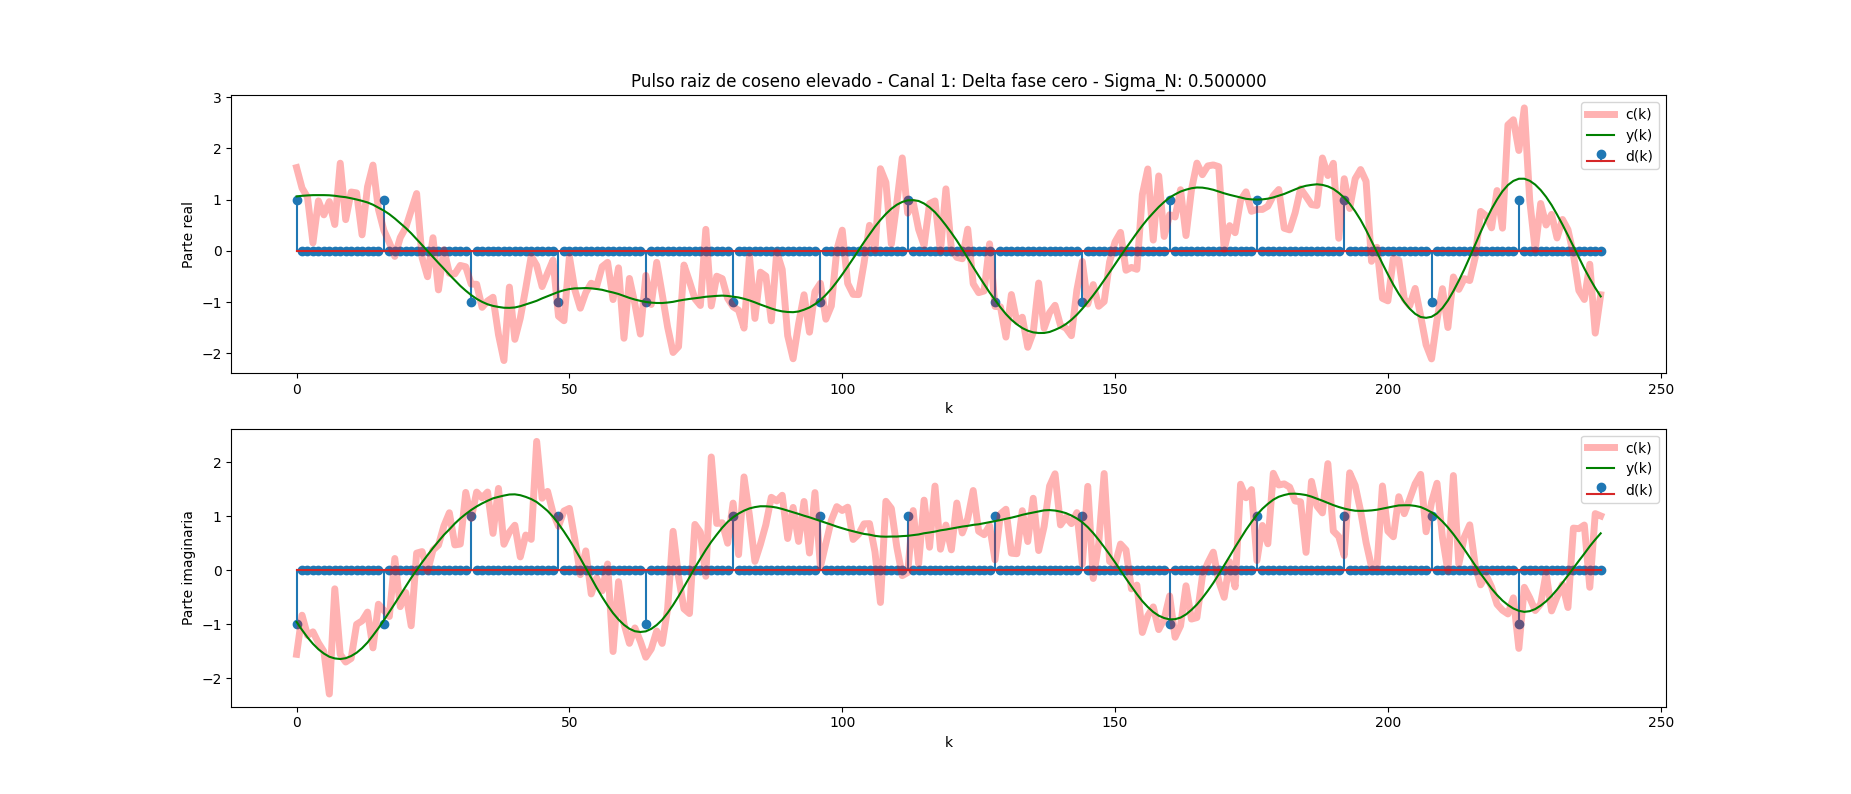 Pulso raiz de coseno elevado - Canal 1: Delta fase cero - Sigma_N: 0.500000
3
2
1
0
−1
−2
Parte real
c(k)
y(k)
d(k)
0
50
100
150
200
250
k
2
1
0
−1
−2
Parte imaginaria
c(k)
y(k)
d(k)
0
50
100
150
200
250
k